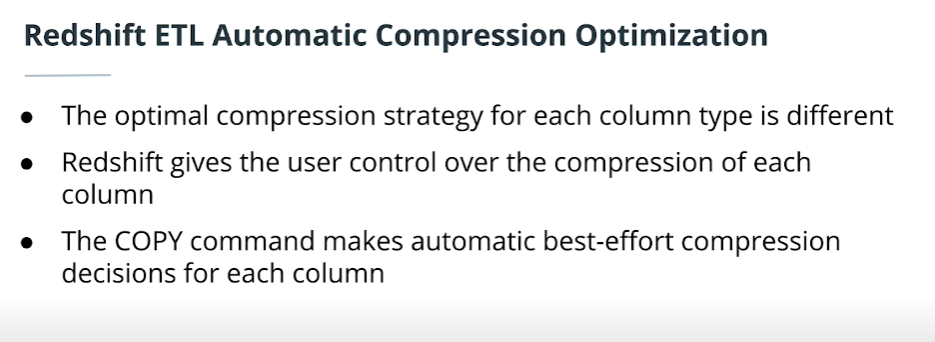 Redshift ETL Automatic Compression Optimization
● The optimal compression strategy for each column type is different
● Redshift gives the user control over the compression of each
column
● The COPY command makes automatic best-effort compression
decisions for each column